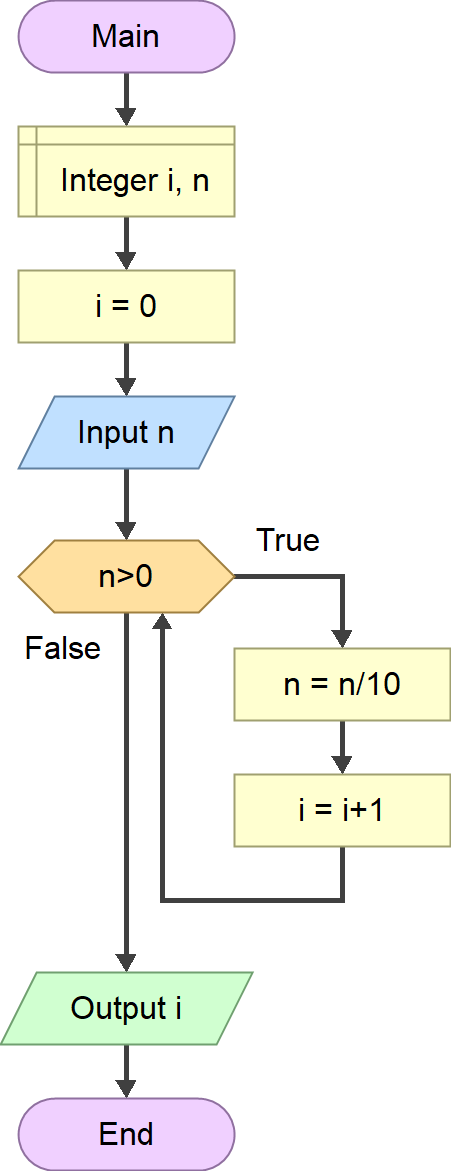 Main
Integer i, n
i = 0
Input n
n>0
True
False
n = n/10
i = i+1
Output i
End